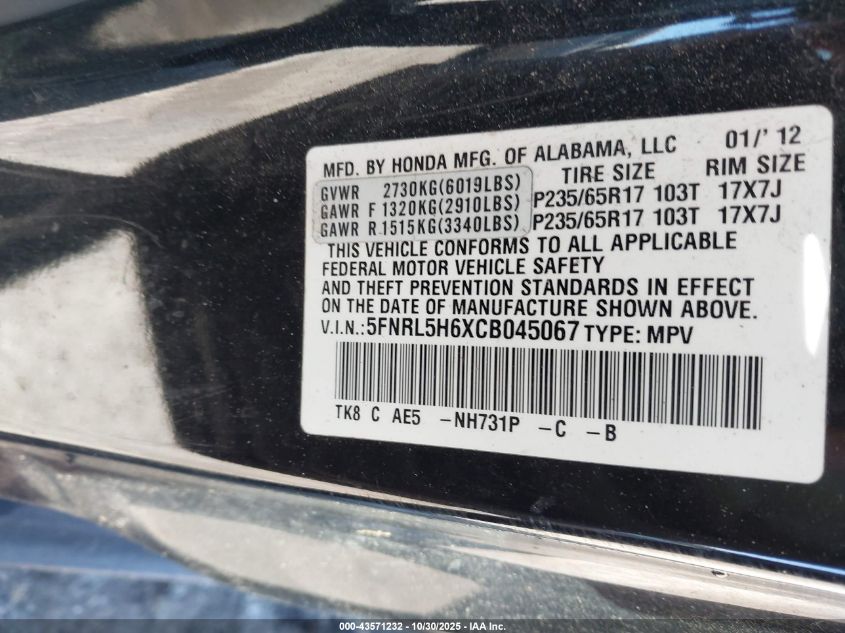 MFD. BY HONDA MFG. OF ALABAMA, LLC 01/' 12
TIRE SIZE RIM SIZE
GVWR 2730KG(6019LBS)
GAWR F 1320KG(2910LBS) P235/65R17 103T 17X7J
GAWR R 1515KG(3340LBS) P235/65R17 103T 17X7J
THIS VEHICLE CONFORMS TO ALL APPLICABLE
FEDERAL MOTOR VEHICLE SAFETY
AND THEFT PREVENTION STANDARDS IN EFFECT
ON THE DATE OF MANUFACTURE SHOWN ABOVE.
V.I.N.: 5FNRL5H6XCB045067 TYPE: MPV
TK8 C AE5 -NH731P -C -B
000-43571232 - 10/30/2025 - IAA Inc.